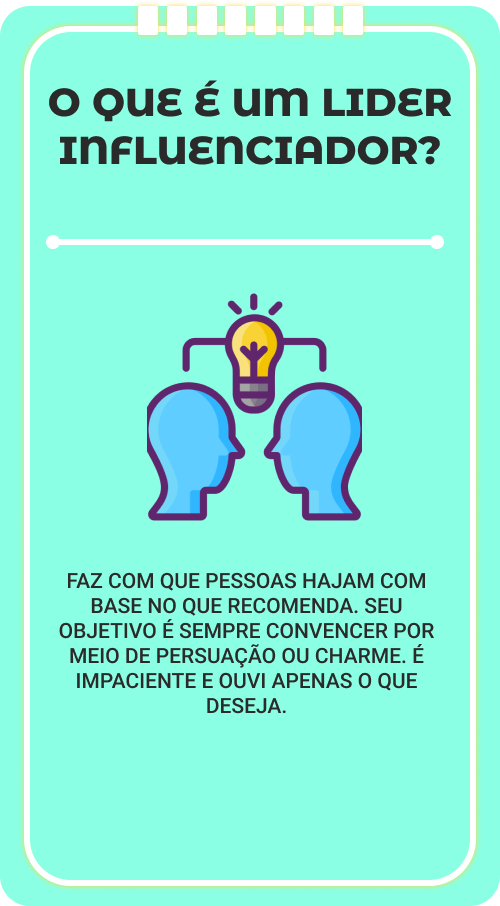 O QUE É UM LIDER
INFLUENCIADOR?
FAZ COM QUE PESSOAS HAJAM COM
BASE NO QUE RECOMENDA. SEU
OBJETIVO É SEMPRE CONVENCER POR
MEIO DE PERSUAÇÃO OU CHARME. É
IMPACIENTE E OUVI APENAS O QUE
DESEJA.